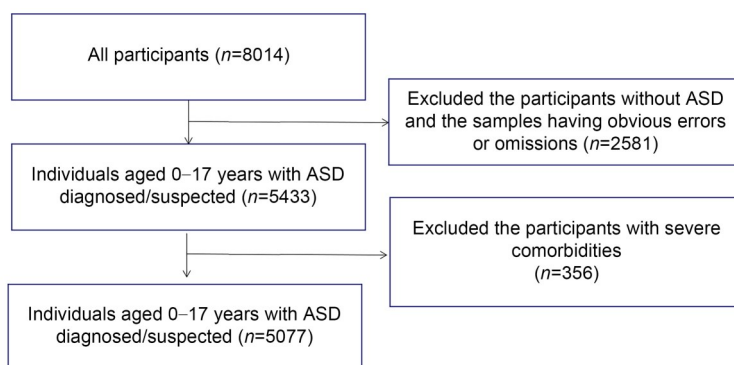 All participants (n=8014)
Excluded the participants without ASD
and the samples having obvious errors
or omissions (n=2581)
Individuals aged 0–17 years with ASD
diagnosed/suspected (n=5433)
Excluded the participants with severe
comorbidities
(n=356)
Individuals aged 0–17 years with ASD
diagnosed/suspected (n=5077)